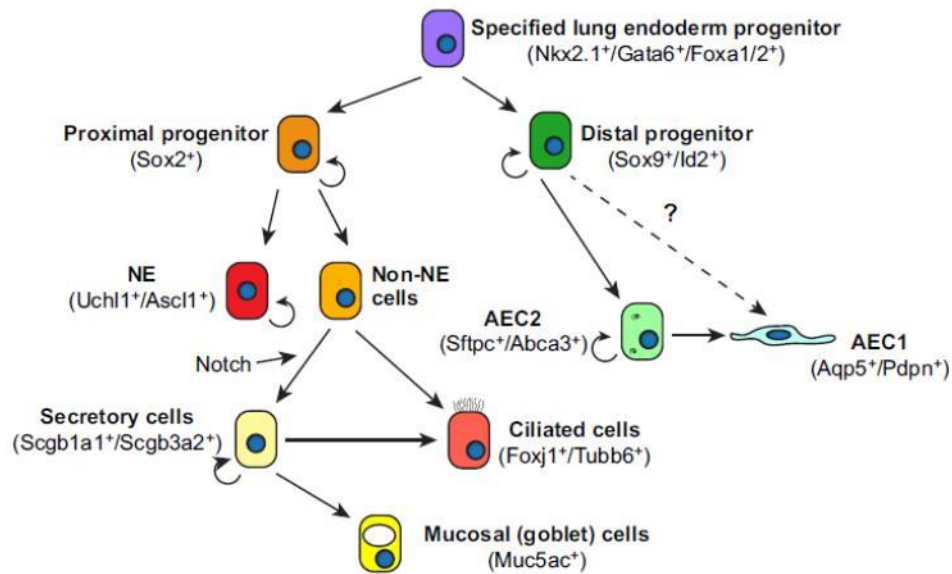 Specified lung endoderm progenitor
(Nkx2.1⁺/Gata6⁺/Foxa1/2⁺)
Proximal progenitor
(Sox2⁺)
Distal progenitor
(Sox9⁺/Id2⁺)
?
NE
(Uchl1⁺/Ascl1⁺)
Non-NE
cells
AEC2
(Sftpc⁺/Abca3⁺)
AEC1
(Aqp5⁺/Pdpn⁺)
Notch
Secretory cells
(Scgb1a1⁺/Scgb3a2⁺)
Ciliated cells
(Foxj1⁺/Tubb6⁺)
Mucosal (goblet) cells
(Muc5ac⁺)